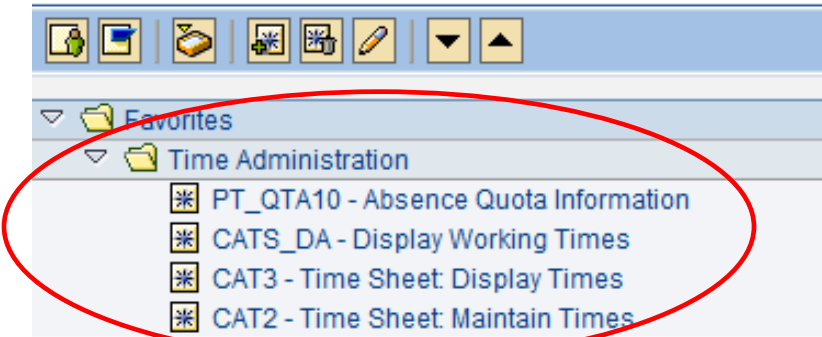 Favorites
Time Administration
PT_QTA10 - Absence Quota Information
CATS_DA - Display Working Times
CAT3 - Time Sheet: Display Times
CAT2 - Time Sheet: Maintain Times